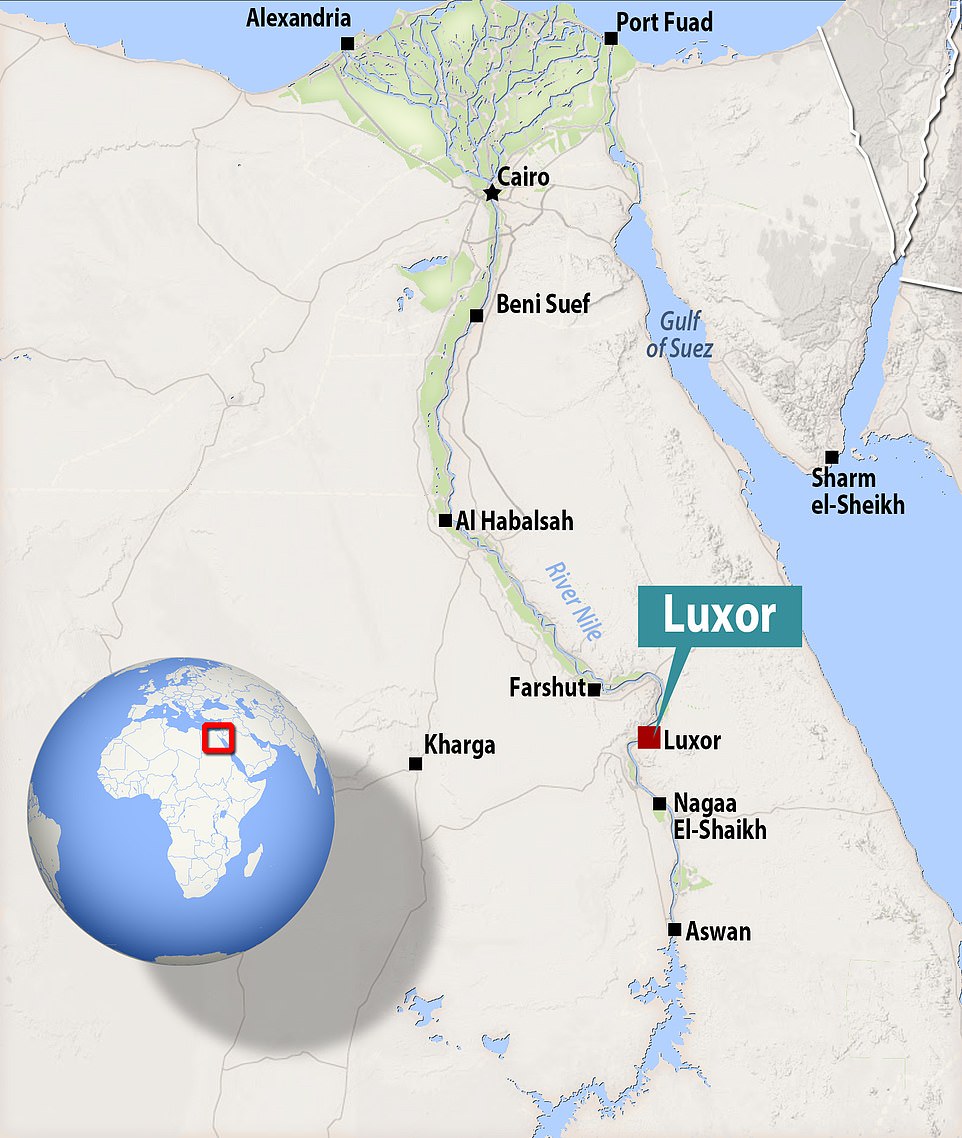 Alexandria
Port Fuad
Cairo
Beni Suef
Gulf
of Suez
Sharm
el-Sheikh
Al Habalsah
River Nile
Luxor
Farshut
Luxor
Kharga
Nagaa
El-Shaikh
Aswan